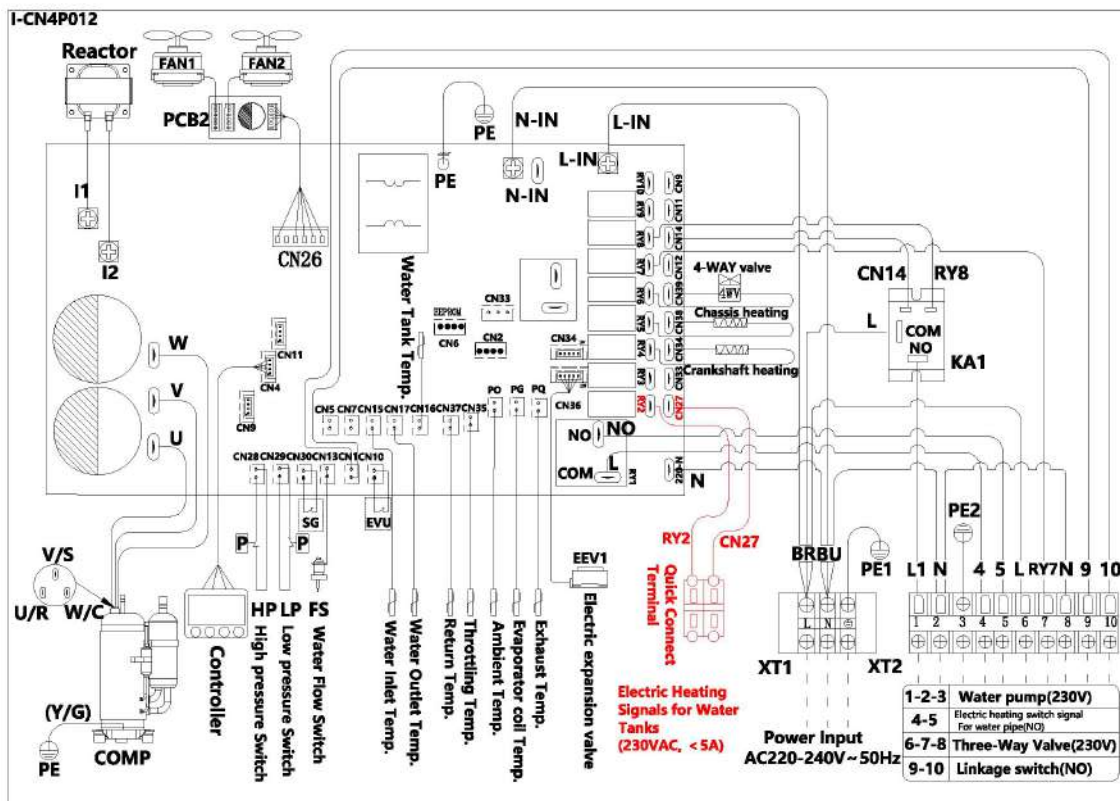 I-CN4P012
Reactor
FAN1
FAN2
PCB2
PE
N-IN
L-IN
PE
N-IN
L-IN
I1
I2
CN26
Water Tank Temp.
RY10
CN9
RY9
CN11
RY8
CN14
RY7
CN12
RY6
CN39
RY5
CN38
RY4
CN34
RY3
CN33
RY2
CN27
4-WAY valve
4WV
Chassis heating
Crankshaft heating
CN14
RY8
L
COM
NO
KA1
W
V
U
CN11
CN4
CN9
EEPROM
CN6
CN33
CN2
CN34
CN36
PO
PG
PQ
CN5
CN7
CN15
CN17
CN16
CN37
CN35
NO
NO
L
COM
RY1
220-N
N
CN28
CN29
CN30
CN13
CN1
CN10
SG
EVU
P
P
V/S
U/R
W/C
(Y/G)
PE
COMP
Controller
HP
LP
FS
High pressure Switch
Low pressure Switch
Water Flow Switch
Water Inlet Temp.
Water Outlet Temp.
Return Temp.
Throttling Temp.
Ambient Temp.
Evaporator coil Temp.
Exhaust Temp.
EEV1
Electric expansion valve
RY2
CN27
Quick Connect
Terminal
Electric Heating
Signals for Water
Tanks
(230VAC, <5A)
BR
BU
PE1
PE2
L
N
XT1
XT2
Power Input
AC220-240V~50Hz
L1
N
4
5
L
RY7
N
9
10
1
2
3
4
5
6
7
8
9
10
1-2-3 Water pump(230V)
4-5 Electric heating switch signal
For water pipe(NO)
6-7-8 Three-Way Valve(230V)
9-10 Linkage switch(NO)